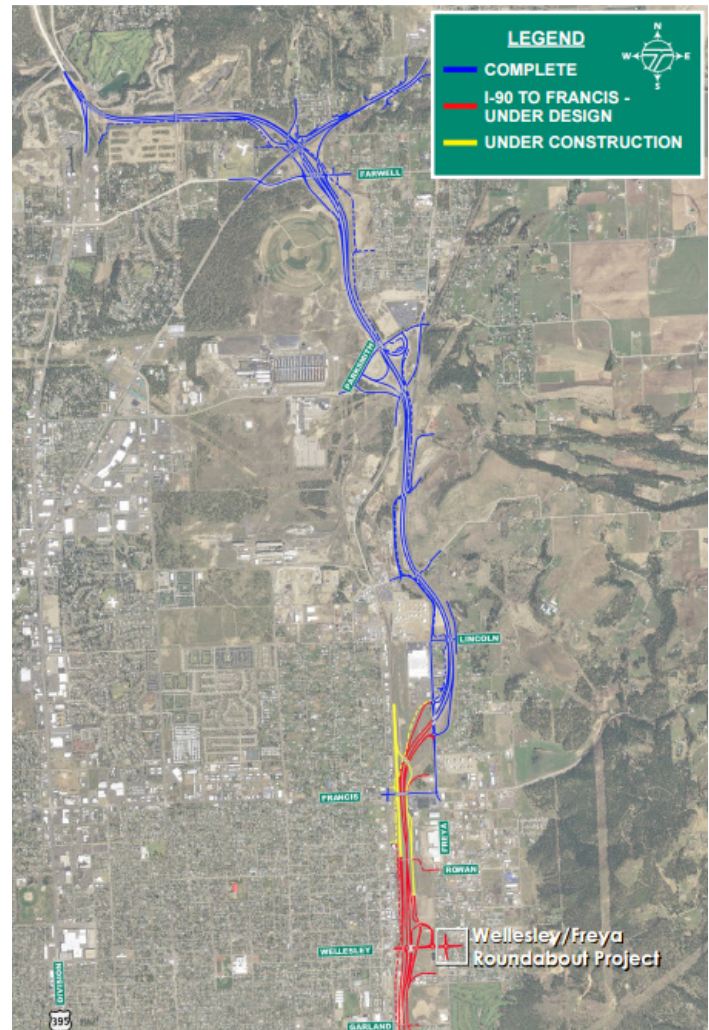 LEGEND
COMPLETE
I-90 TO FRANCIS -
UNDER DESIGN
UNDER CONSTRUCTION
N
W
E
S
FARWELL
PARKSMITH
LINCOLN
FRANCIS
FREYA
ROWAN
WELLESLEY
Wellesley/Freya
Roundabout Project
DIVISION
395
GARLAND